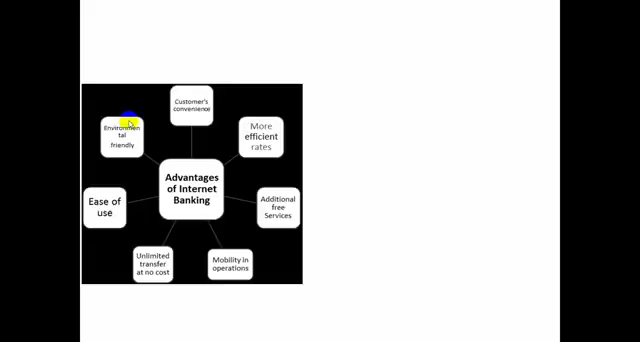 Customer's
convenience
More
efficient
rates
Additional
free
Services
Mobility in
operations
Unlimited
transfer
at no cost
Ease of
use
Environmen
tal
friendly
Advantages
of Internet
Banking